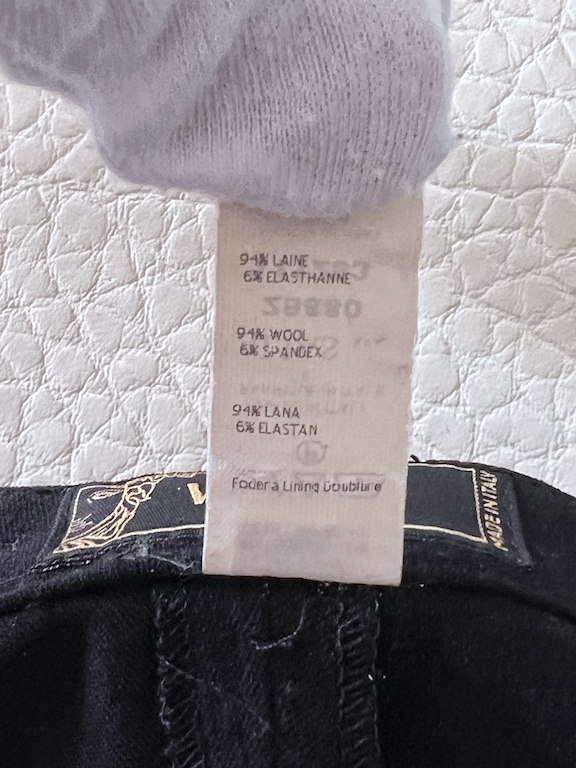 94% LAINE
6% ELASTHANNE
94% WOOL
6% SPANDEX
94% LANA
6% ELASTAN
Fodera Lining Doublure
MADE IN ITALY